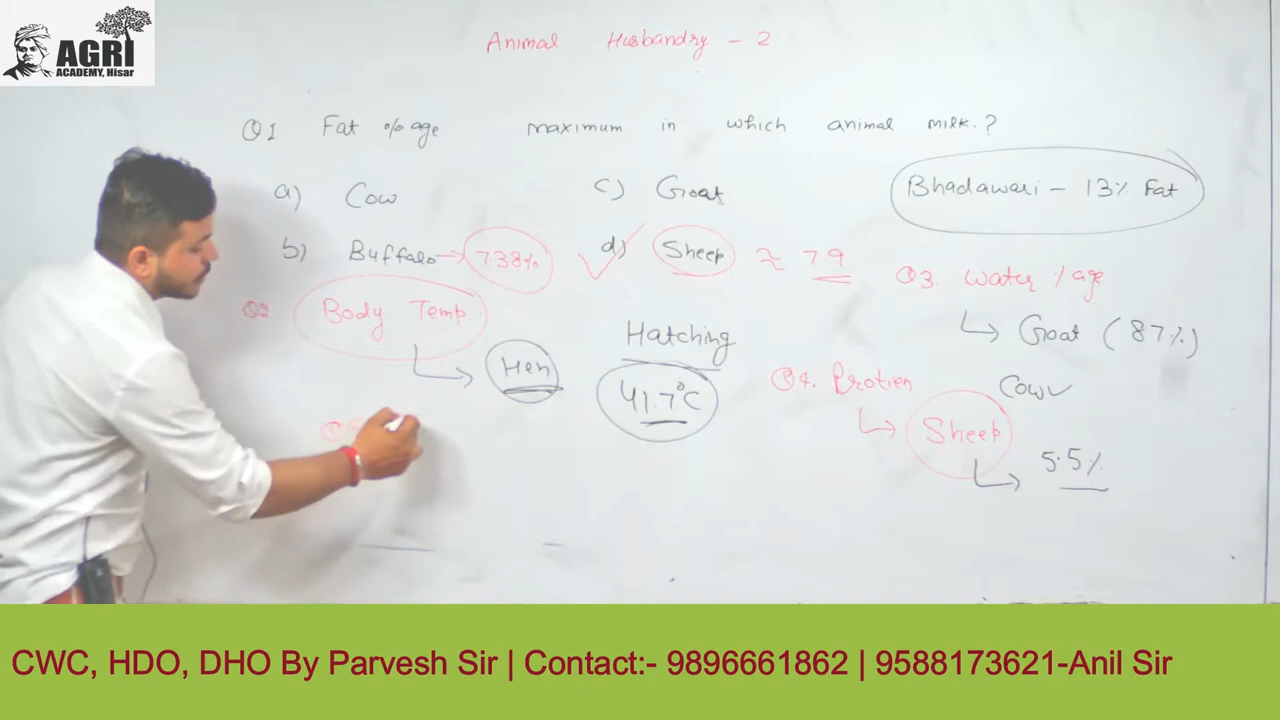 AGRI
ACADEMY, Hisar
Animal Husbandry - 2
Q1 Fat %age maximum in which animal milk.?
a) Cow
c) Goat
Bhadawari - 13% Fat
b) Buffalo → 7.38%
d) Sheep ≈ 79
Q2 Body Temp.
Hen
Hatching
41.7°C
Q3. Water %age
Goat (87%)
Q4. Protien
Cow
Sheep
5.5%
Q5
CWC, HDO, DHO By Parvesh Sir | Contact:- 9896661862 | 9588173621-Anil Sir